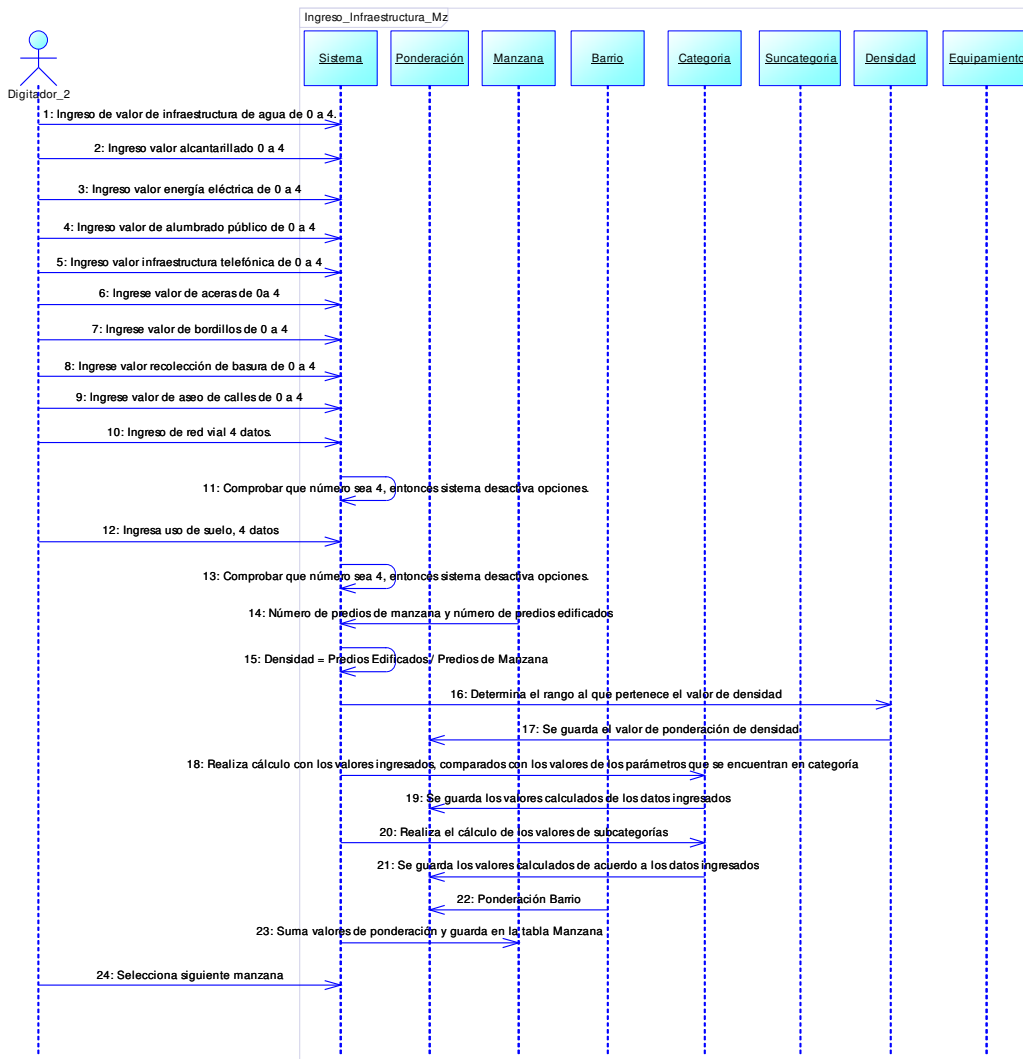 Ingreso_Infraestructura_Mz
Sistema
Ponderación
Manzana
Barrio
Categoria
Suncategoria
Densidad
Equipamiento
Digitador_2
1: Ingreso de valor de infraestructura de agua de 0 a 4.
2: Ingreso valor alcantarillado 0 a 4
3: Ingreso valor energía eléctrica de 0 a 4
4: Ingreso valor de alumbrado público de 0 a 4
5: Ingreso valor infraestructura telefónica de 0 a 4
6: Ingrese valor de aceras de 0a 4
7: Ingrese valor de bordillos de 0 a 4
8: Ingrese valor recolección de basura de 0 a 4
9: Ingrese valor de aseo de calles de 0 a 4
10: Ingreso de red vial 4 datos.
11: Comprobar que número sea 4, entonces sistema desactiva opciones.
12: Ingresa uso de suelo, 4 datos
13: Comprobar que número sea 4, entonces sistema desactiva opciones.
14: Número de predios de manzana y número de predios edificados
15: Densidad = Predios Edificados / Predios de Manzana
16: Determina el rango al que pertenece el valor de densidad
17: Se guarda el valor de ponderación de densidad
18: Realiza cálculo con los valores ingresados, comparados con los valores de los parámetros que se encuentran en categoría
19: Se guarda los valores calculados de los datos ingresados
20: Realiza el cálculo de los valores de subcategorías
21: Se guarda los valores calculados de acuerdo a los datos ingresados
22: Ponderación Barrio
23: Suma valores de ponderación y guarda en la tabla Manzana
24: Selecciona siguiente manzana